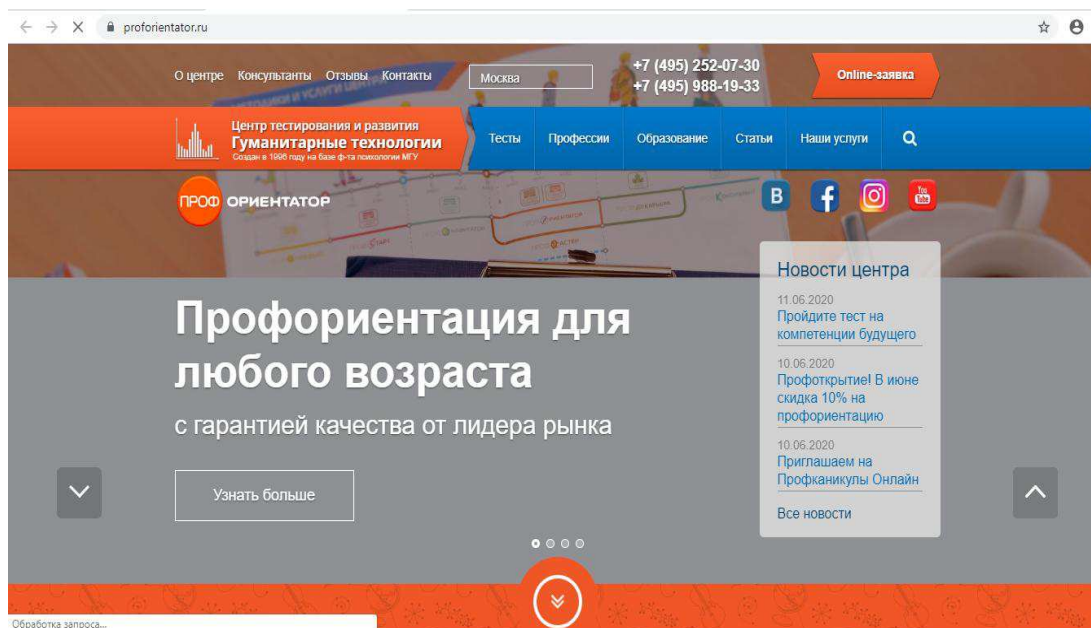 proforientator.ru
О центре Консультанты Отзывы Контакты
Москва
+7 (495) 252-07-30
+7 (495) 988-19-33
Online-заявка
Центр тестирования и развития
Гуманитарные технологии
Создан в 1996 году на базе ф-та психологии МГУ
Тесты Профессии Образование Статьи Наши услуги
ПРОФ ОРИЕНТАТОР
B f You Tube
Новости центра
11.06.2020
Пройдите тест на
компетенции будущего
10.06.2020
Профоткрытие! В июне
скидка 10% на
профориентацию
10.06.2020
Приглашаем на
Профканикулы Онлайн
Все новости
Профориентация для
любого возраста
с гарантией качества от лидера рынка
Узнать больше
Обработка запроса...